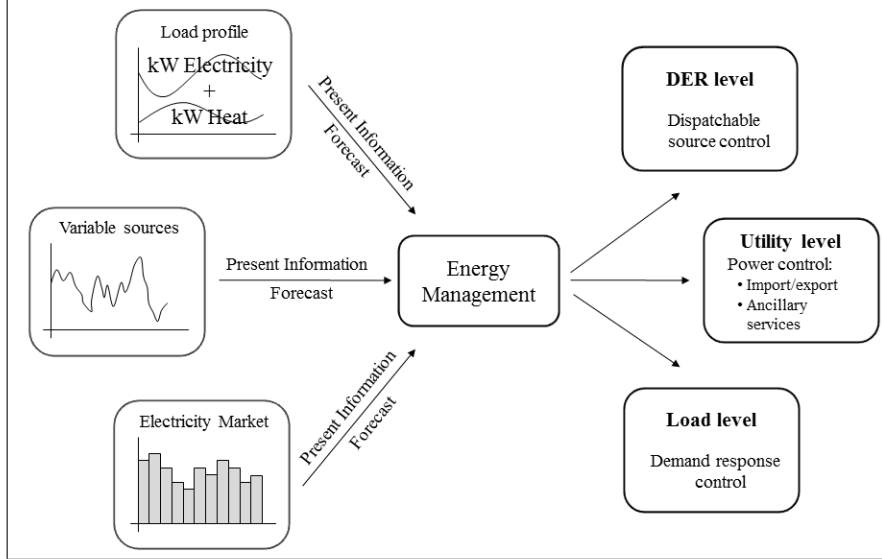 Load profile
kW Electricity
+
kW Heat
Present Information
Forecast
Variable sources
Present Information
Forecast
Electricity Market
Present Information
Forecast
Energy
Management
DER level
Dispatchable
source control
Utility level
Power control:
• Import/export
• Ancillary
services
Load level
Demand response
control